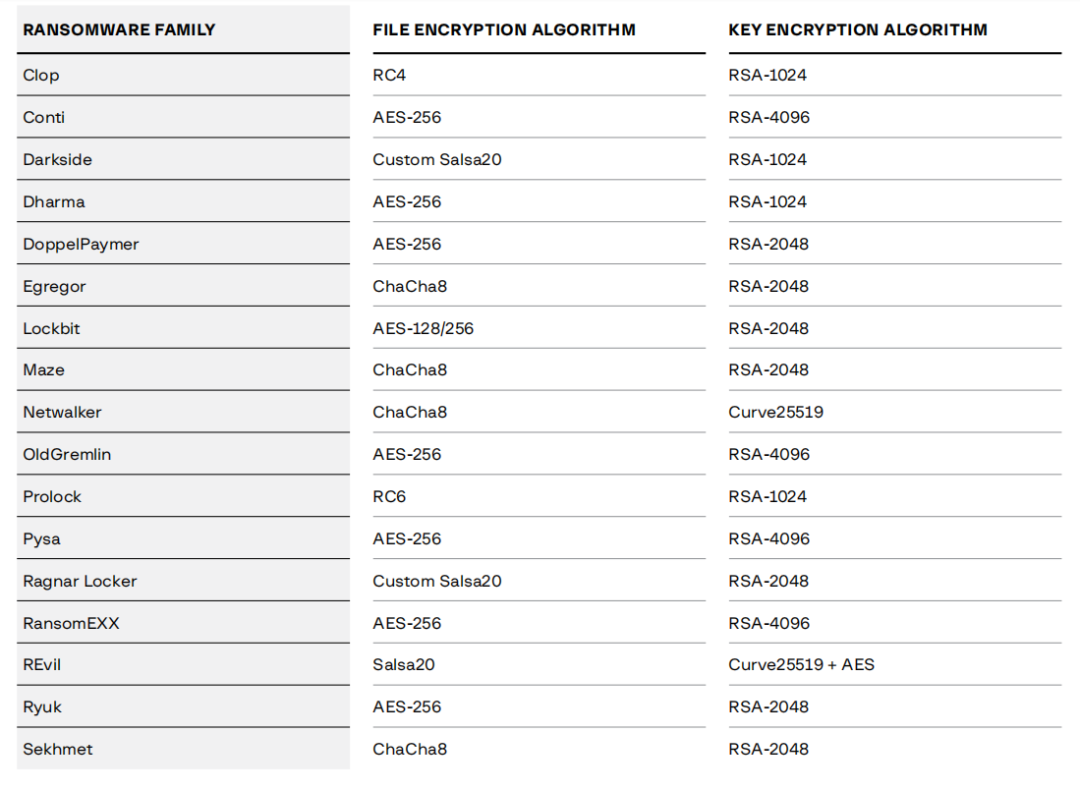 RANSOMWARE FAMILY FILE ENCRYPTION ALGORITHM KEY ENCRYPTION ALGORITHM
Clop RC4 RSA-1024
Conti AES-256 RSA-4096
Darkside Custom Salsa20 RSA-1024
Dharma AES-256 RSA-1024
DoppelPaymer AES-256 RSA-2048
Egregor ChaCha8 RSA-2048
Lockbit AES-128/256 RSA-2048
Maze ChaCha8 RSA-2048
Netwalker ChaCha8 Curve25519
OldGremlin AES-256 RSA-4096
Prolock RC6 RSA-1024
Pysa AES-256 RSA-4096
Ragnar Locker Custom Salsa20 RSA-2048
RansomEXX AES-256 RSA-4096
REvil Salsa20 Curve25519 + AES
Ryuk AES-256 RSA-2048
Sekhmet ChaCha8 RSA-2048